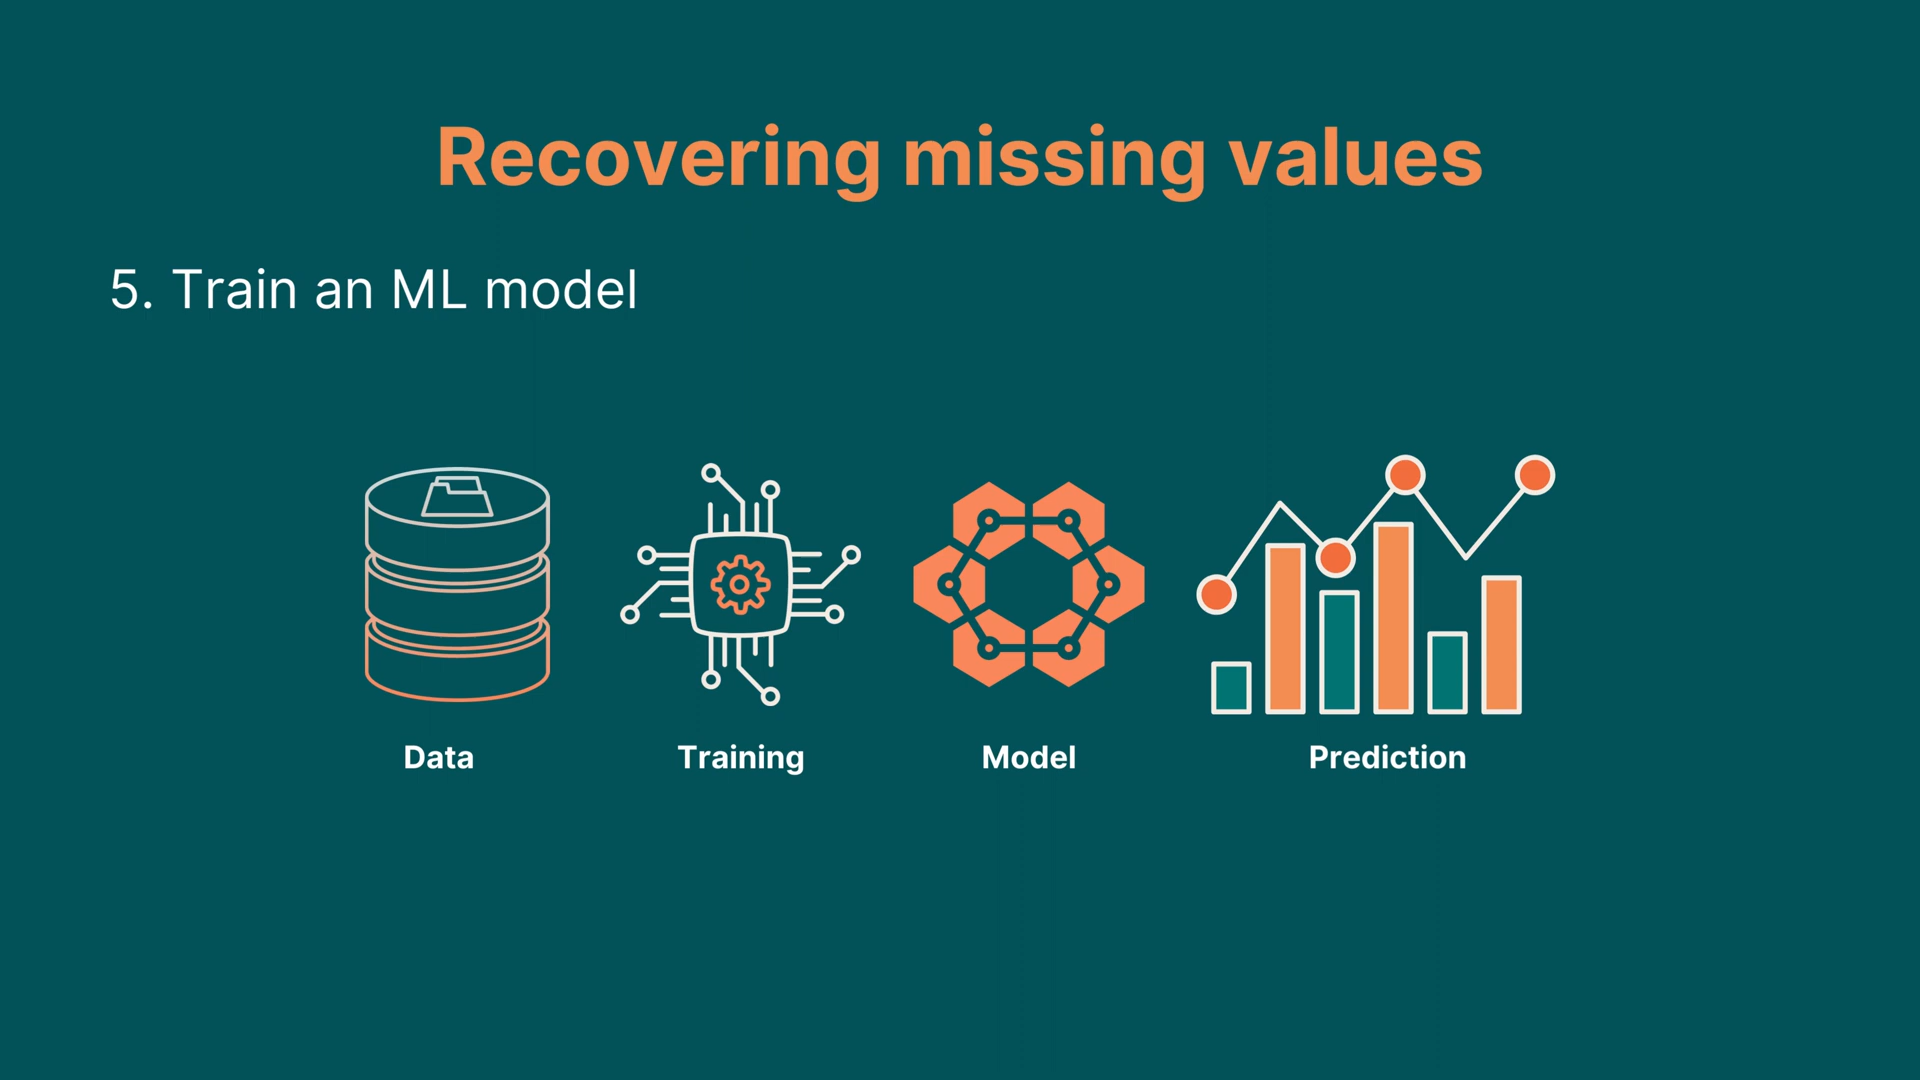 Recovering missing values
5. Train an ML model
Data
Training
Model
Prediction